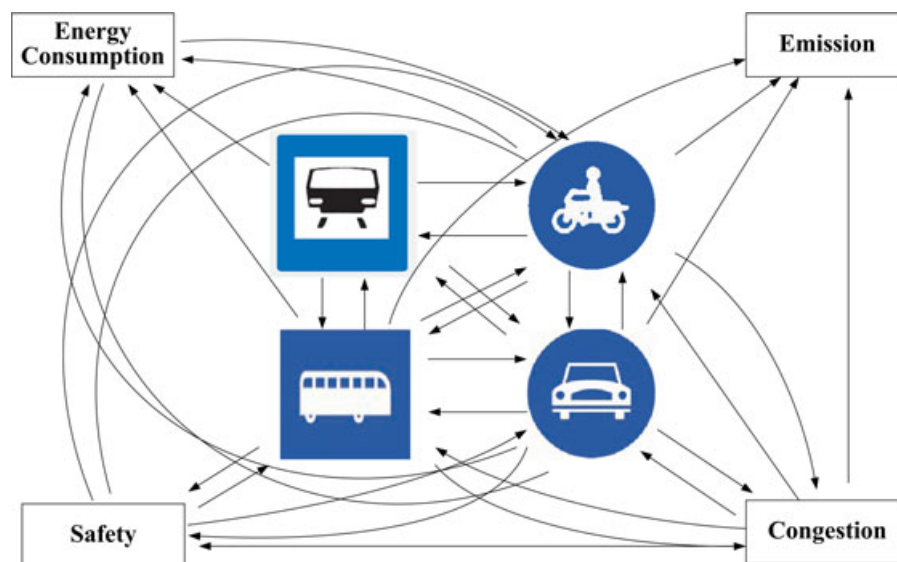 Energy
Consumption
Emission
Safety
Congestion